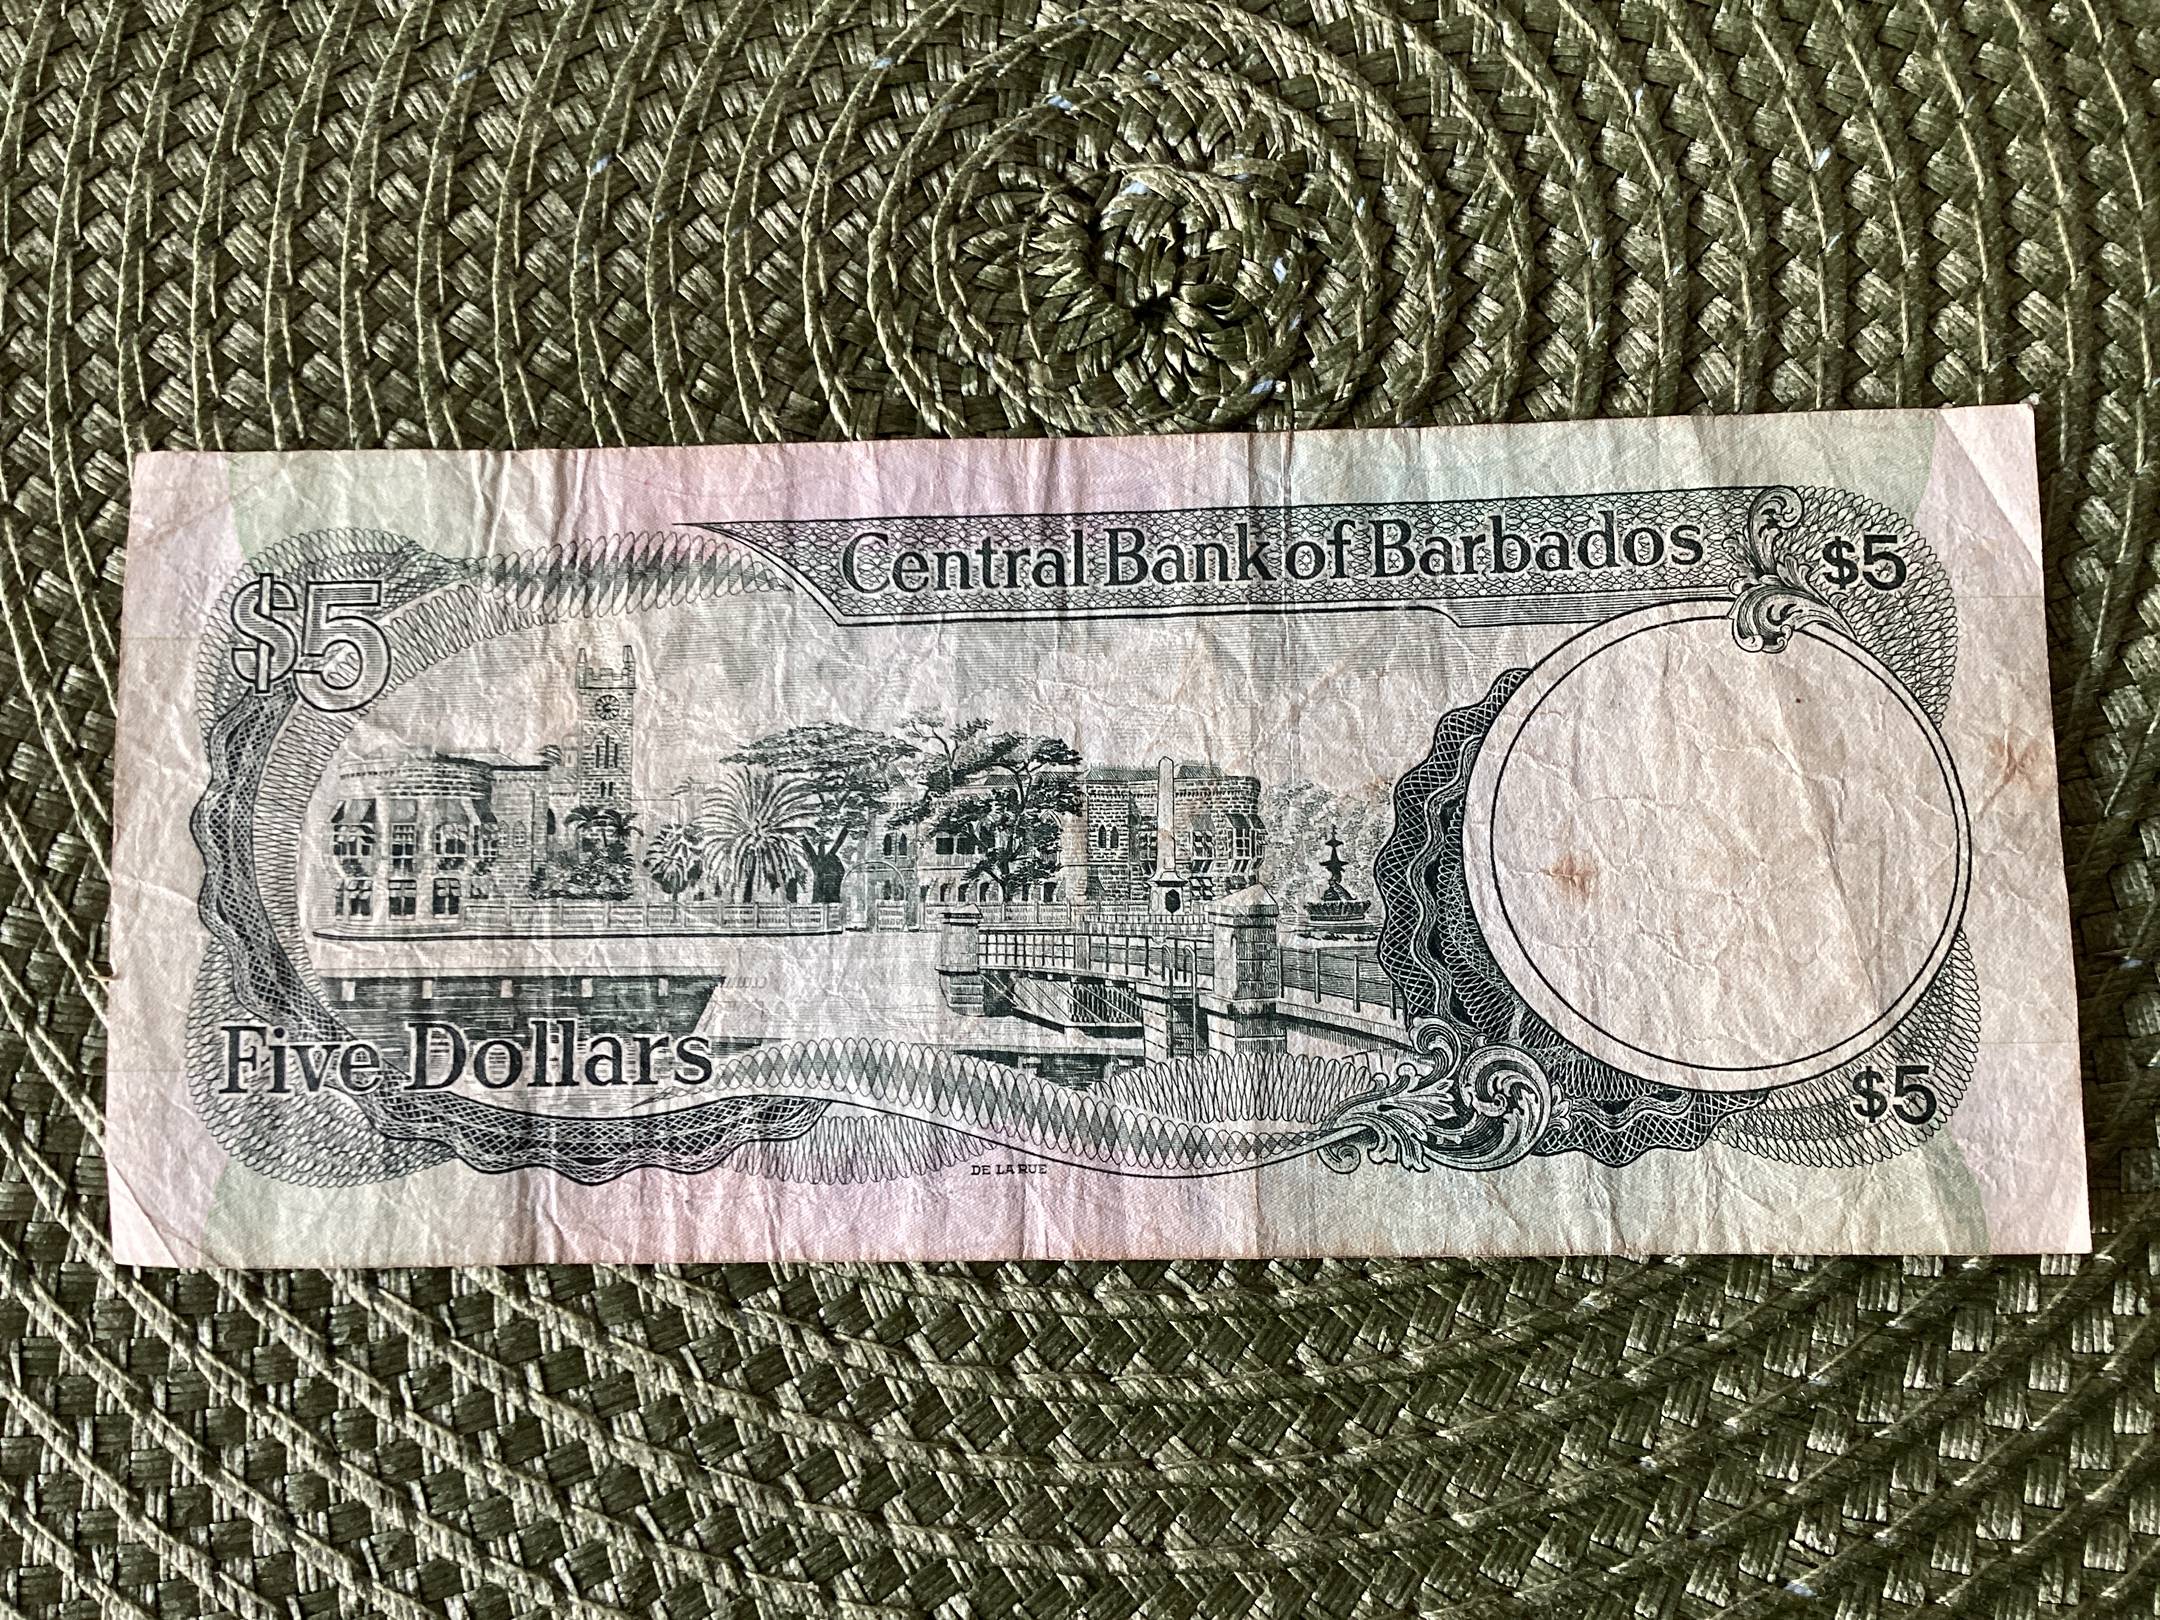 Central Bank of Barbados
$5
$5
Five Dollars
$5
DE LA RUE